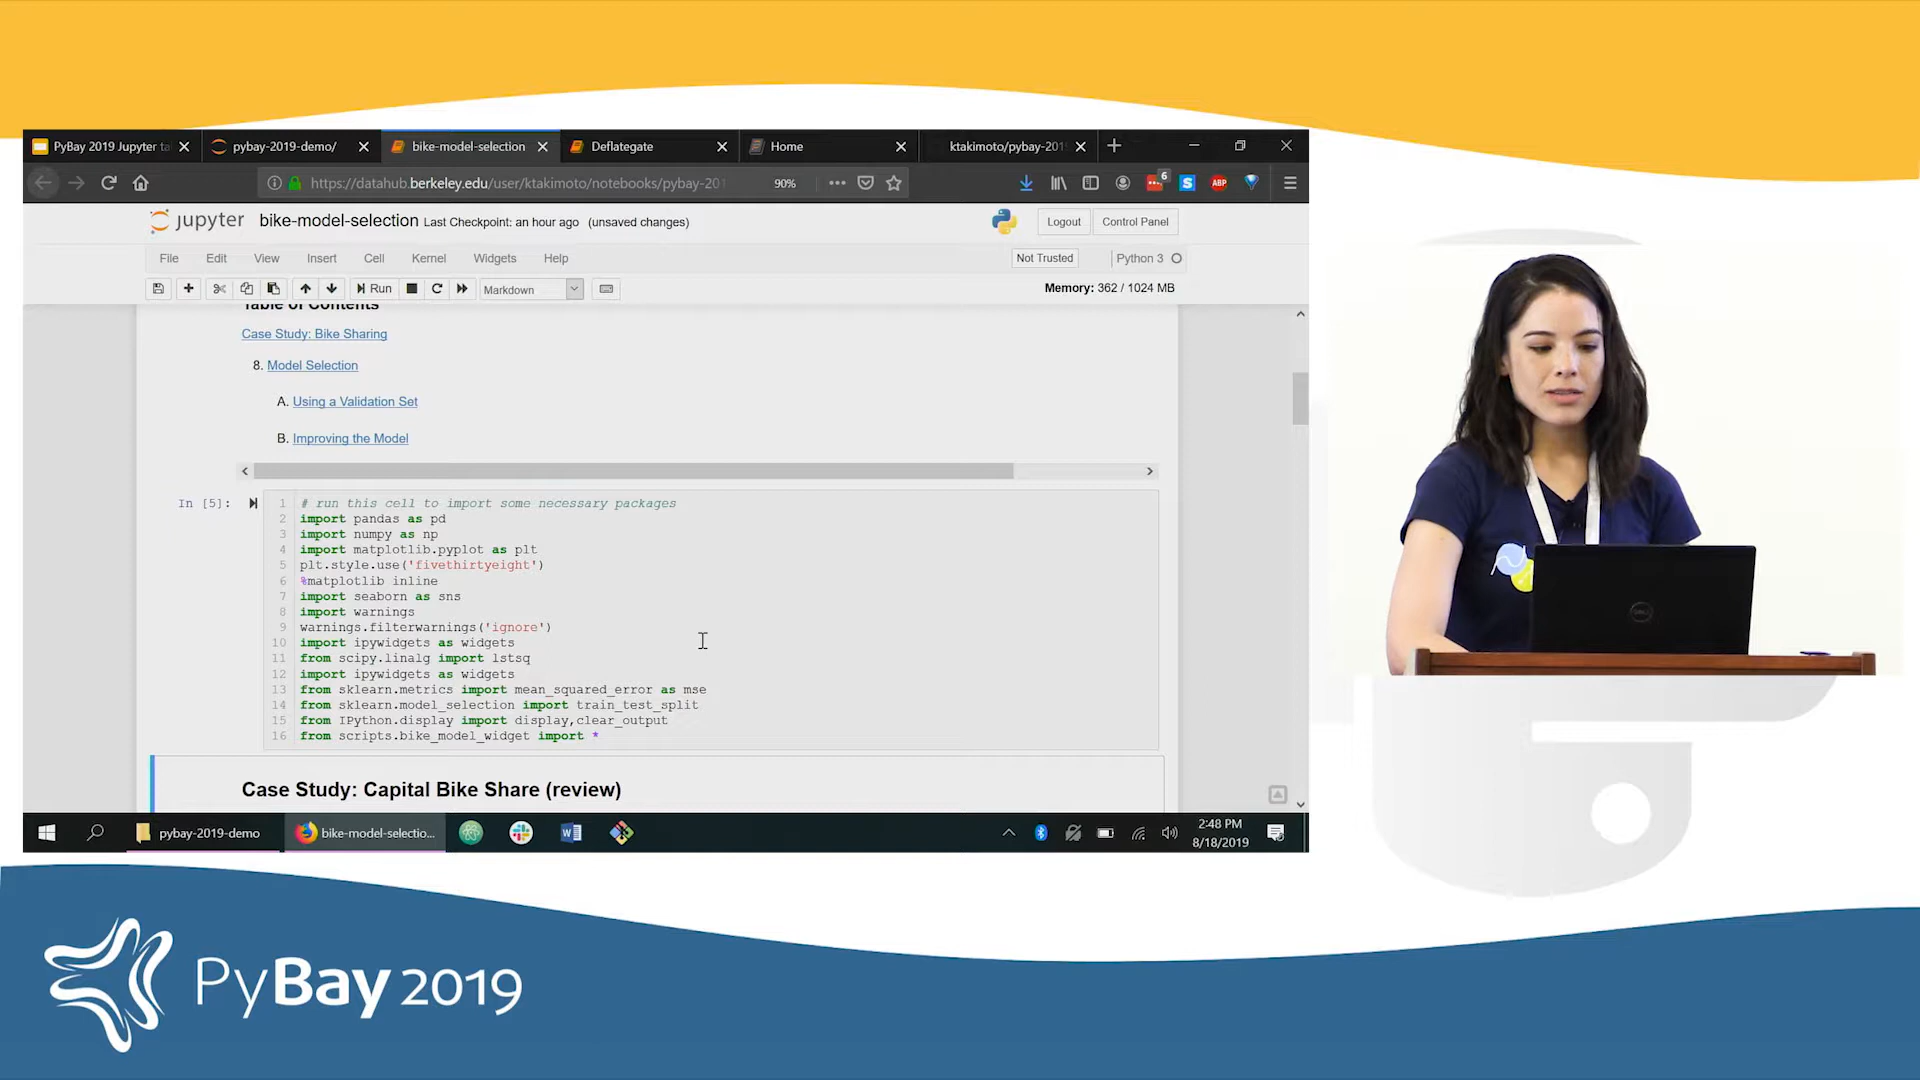 PyBay 2019 Jupyter ta
pybay-2019-demo/
bike-model-selection
Deflategate
Home
ktakimoto/pybay-201
https://datahub.berkeley.edu/user/ktakimoto/notebooks/pybay-201
90%
6
S
ABP
jupyter
bike-model-selection Last Checkpoint: an hour ago (unsaved changes)
Logout
Control Panel
File Edit View Insert Cell Kernel Widgets Help
Not Trusted
Python 3
Run
Markdown
Memory: 362 / 1024 MB
Table of Contents
Case Study: Bike Sharing
8. Model Selection
A. Using a Validation Set
B. Improving the Model
In [5]:
1 # run this cell to import some necessary packages
2 import pandas as pd
3 import numpy as np
4 import matplotlib.pyplot as plt
5 plt.style.use('fivethirtyeight')
6 %matplotlib inline
7 import seaborn as sns
8 import warnings
9 warnings.filterwarnings('ignore')
10 import ipywidgets as widgets
11 from scipy.linalg import lstsq
12 import ipywidgets as widgets
13 from sklearn.metrics import mean_squared_error as mse
14 from sklearn.model_selection import train_test_split
15 from IPython.display import display,clear_output
16 from scripts.bike_model_widget import *
Case Study: Capital Bike Share (review)
pybay-2019-demo
bike-model-selectio...
2:48 PM
8/18/2019
DELL
PyBay 2019